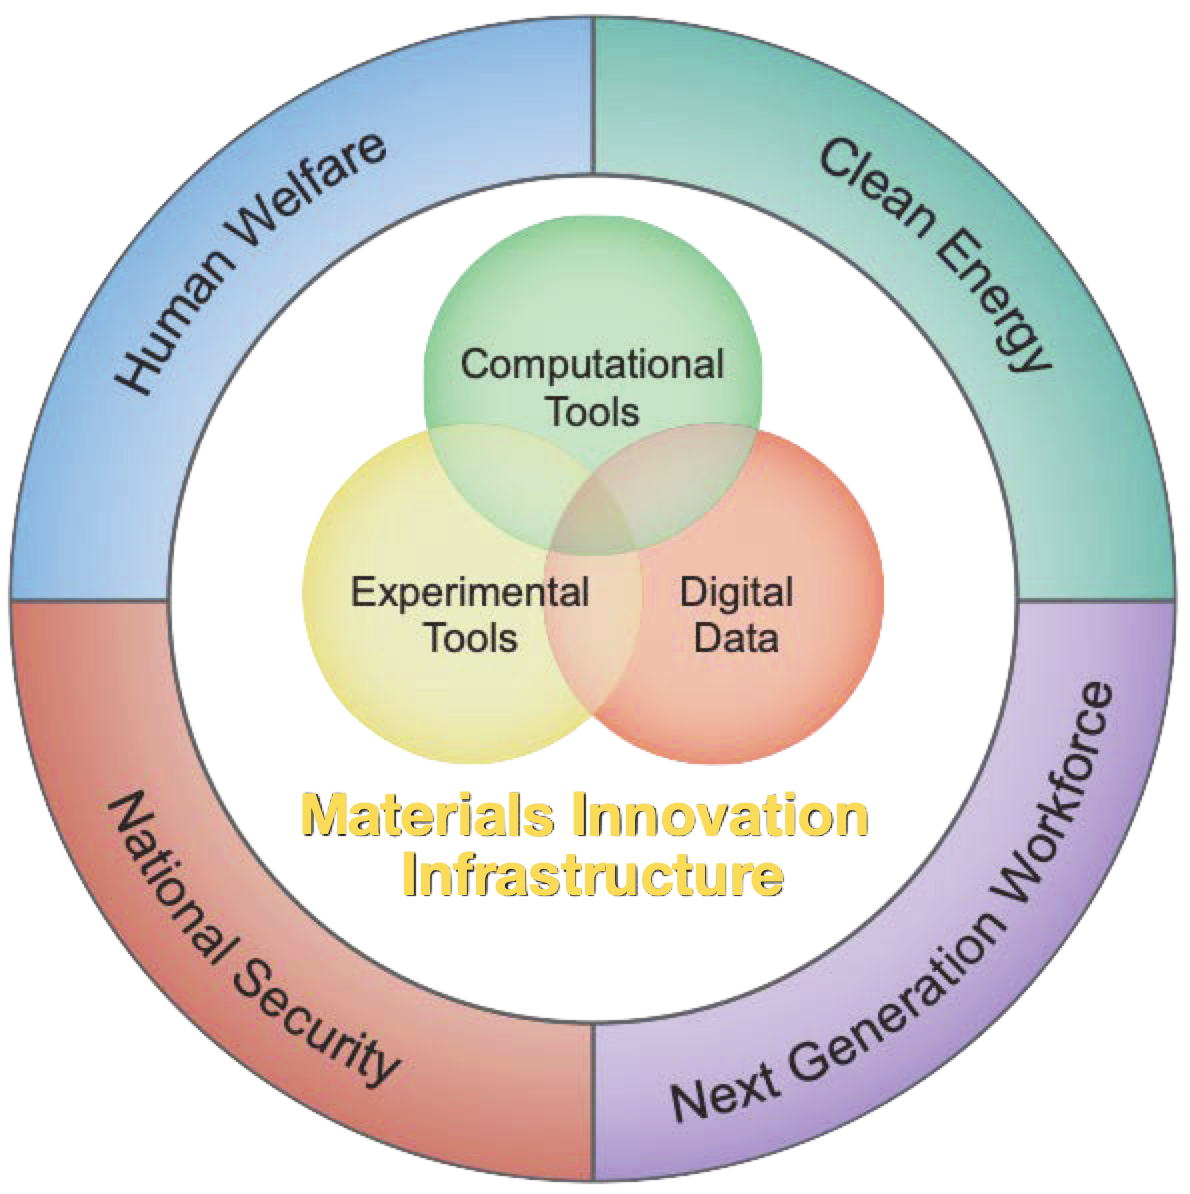 Human Welfare
Clean Energy
Computational
Tools
Experimental
Tools
Digital
Data
Materials Innovation
Infrastructure
National Security
Next Generation Workforce